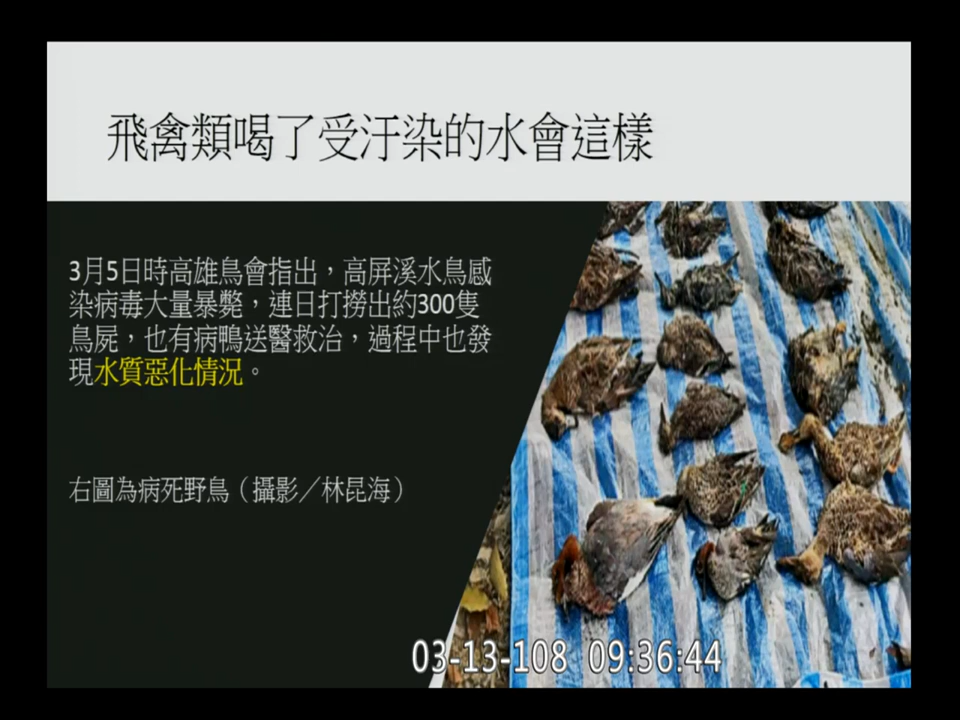 飛禽類喝了受汙染的水會這樣
3月5日時高雄鳥會指出，高屏溪水鳥感
染病毒大量暴斃，連日打撈出約300隻
鳥屍，也有病鴨送醫救治，過程中也發
現水質惡化情況。
右圖為病死野鳥（攝影／林昆海）
03-13-108 09:36:44